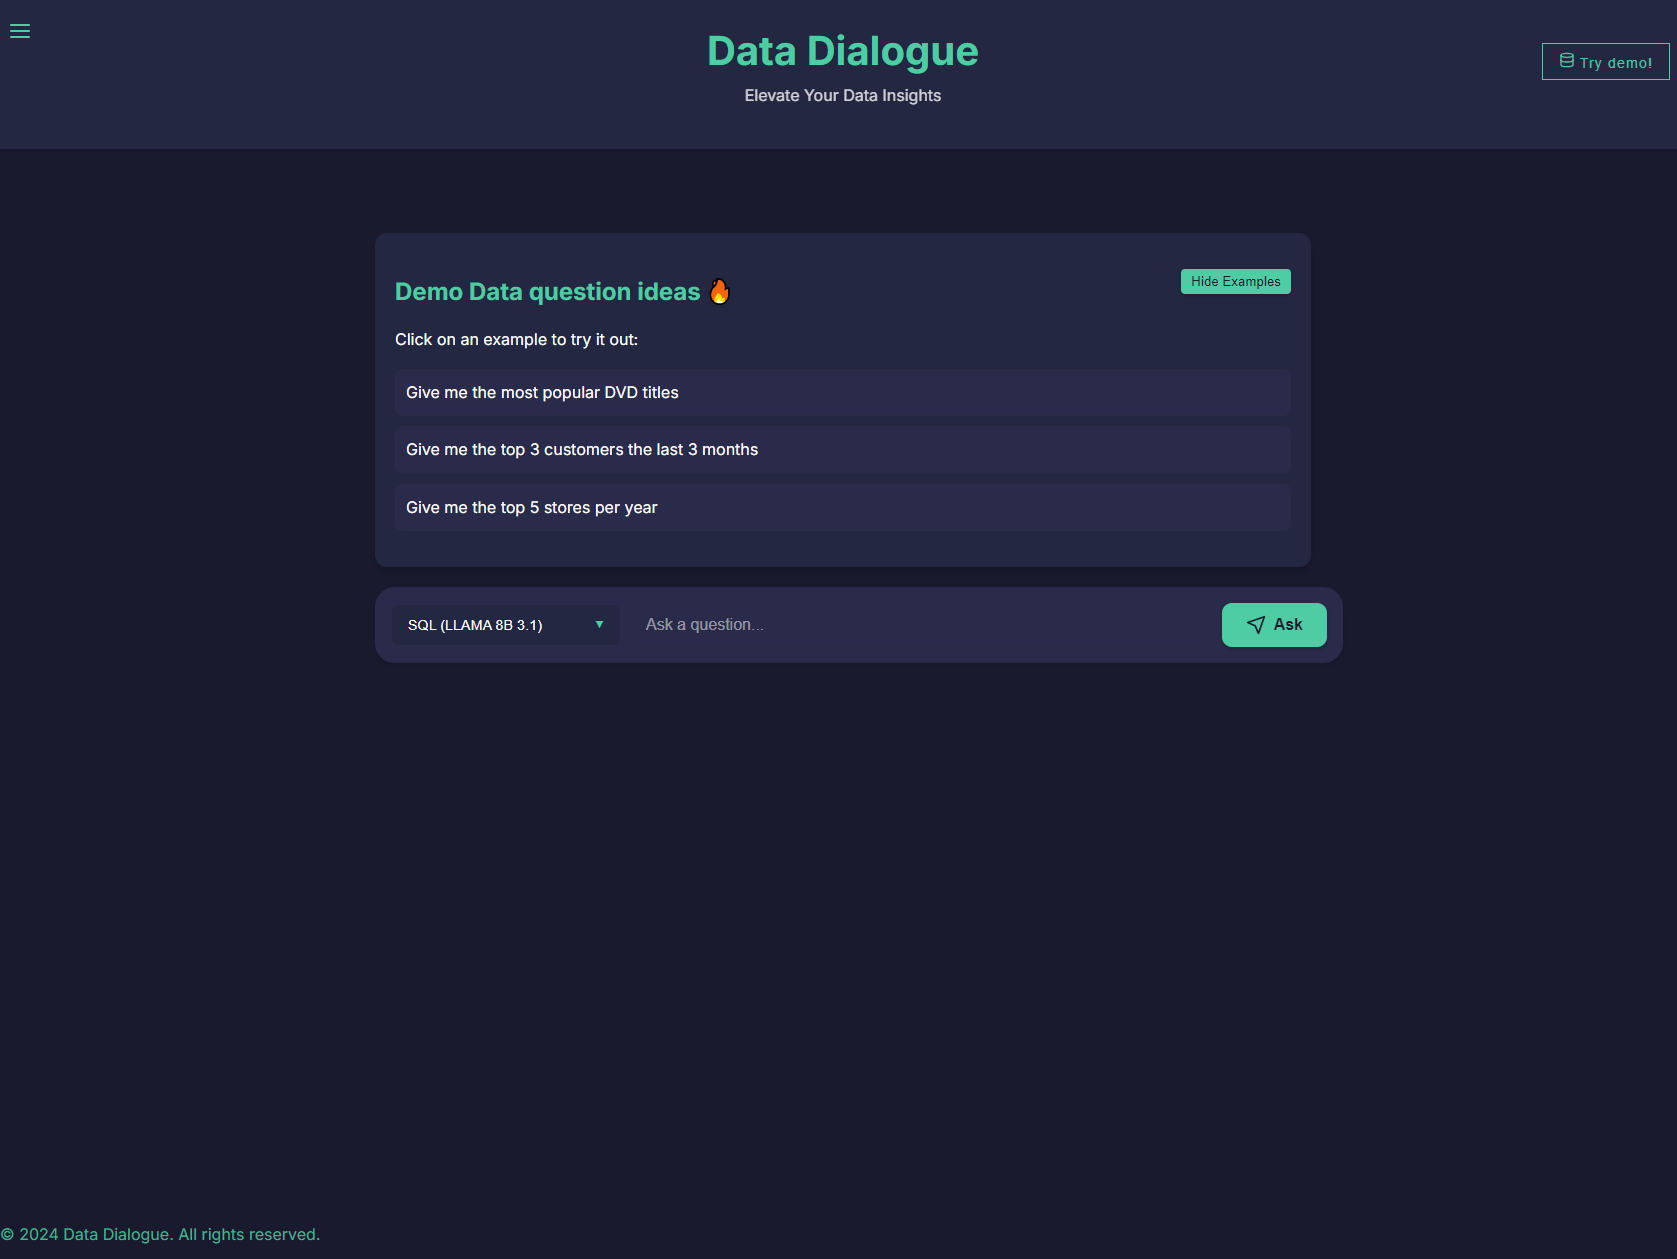 Data Dialogue
Elevate Your Data Insights
Try demo!
Demo Data question ideas 🔥
Hide Examples
Click on an example to try it out:
Give me the most popular DVD titles
Give me the top 3 customers the last 3 months
Give me the top 5 stores per year
SQL (LLAMA 8B 3.1)
Ask a question...
Ask
© 2024 Data Dialogue. All rights reserved.